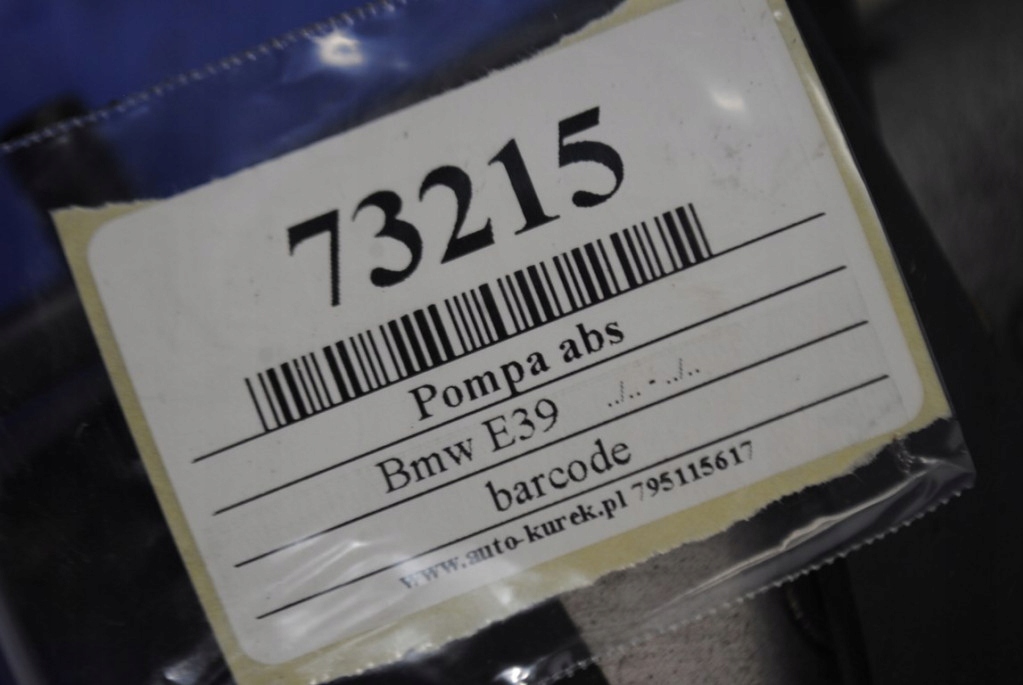 73215
Pompa abs
Bmw E39 ../.. - ../..
barcode
www.auto-kurek.pl 795115617